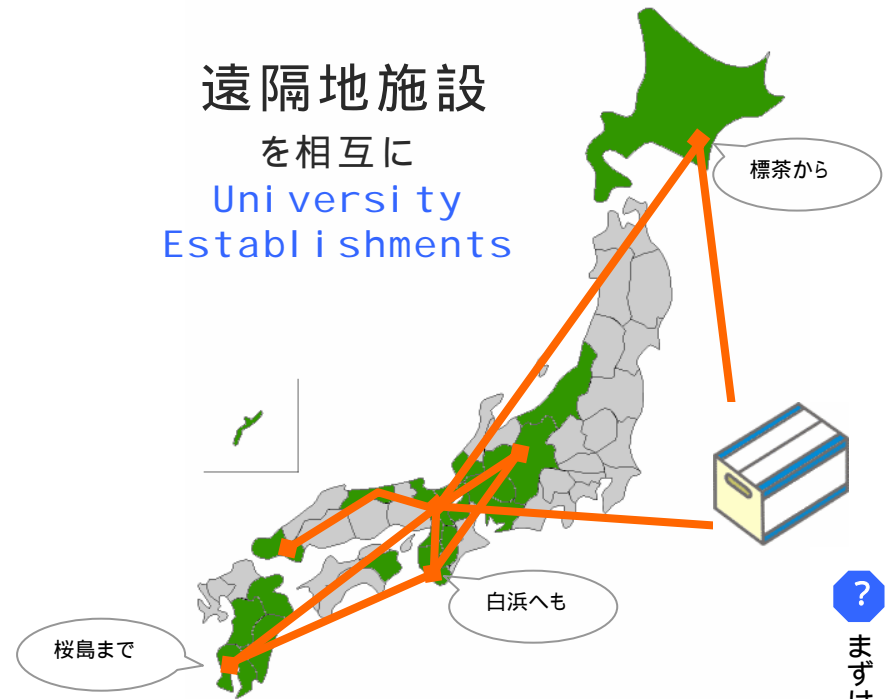 遠隔地施設
を相互に
University
Establishments
標茶から
白浜へも
桜島まで
?
まずは